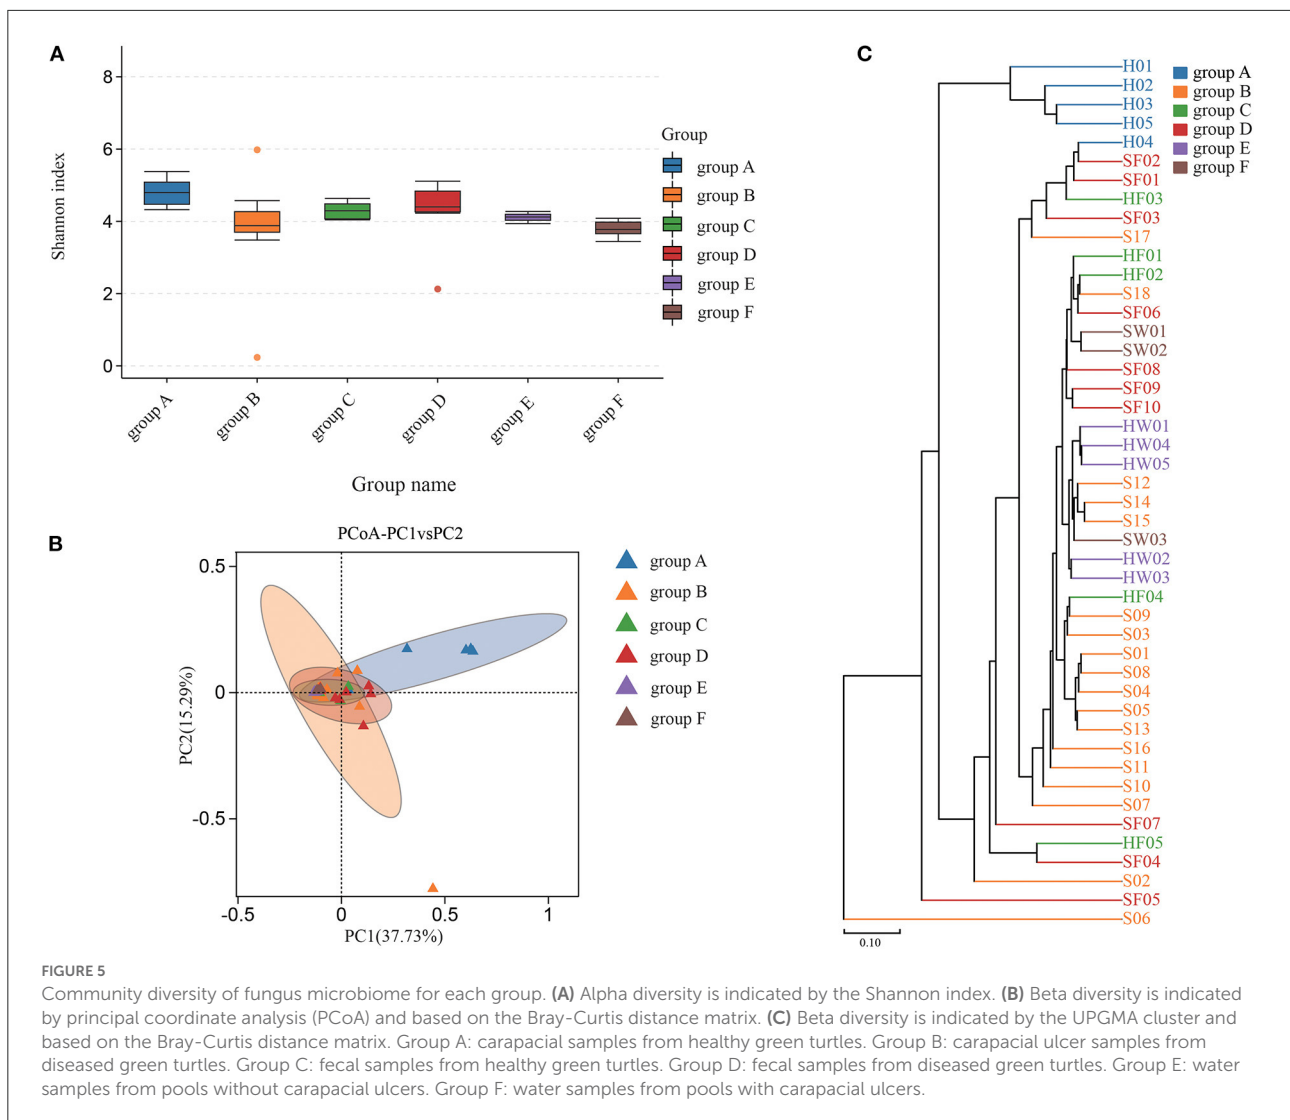 A
Shannon index
8
6
4
2
0
group A
group B
group C
group D
group E
group F
Group name
Group
group A
group B
group C
group D
group E
group F
B
PCoA-PC1vsPC2
PC2(15.29%)
0.5
0
-0.5
-0.5
0
0.5
1
PC1(37.73%)
group A
group B
group C
group D
group E
group F
C
H01
H02
H03
H05
H04
SF02
SF01
HF03
SF03
S17
HF01
HF02
S18
SF06
SW01
SW02
SF08
SF09
SF10
HW01
HW04
HW05
S12
S14
S15
SW03
HW02
HW03
HF04
S09
S03
S01
S08
S04
S05
S13
S16
S11
S10
S07
SF07
HF05
SF04
S02
SF05
S06
0.10
group A
group B
group C
group D
group E
group F
FIGURE 5
Community diversity of fungus microbiome for each group. (A) Alpha diversity is indicated by the Shannon index. (B) Beta diversity is indicated
by principal coordinate analysis (PCoA) and based on the Bray-Curtis distance matrix. (C) Beta diversity is indicated by the UPGMA cluster and
based on the Bray-Curtis distance matrix. Group A: carapacial samples from healthy green turtles. Group B: carapacial ulcer samples from
diseased green turtles. Group C: fecal samples from healthy green turtles. Group D: fecal samples from diseased green turtles. Group E: water
samples from pools without carapacial ulcers. Group F: water samples from pools with carapacial ulcers.